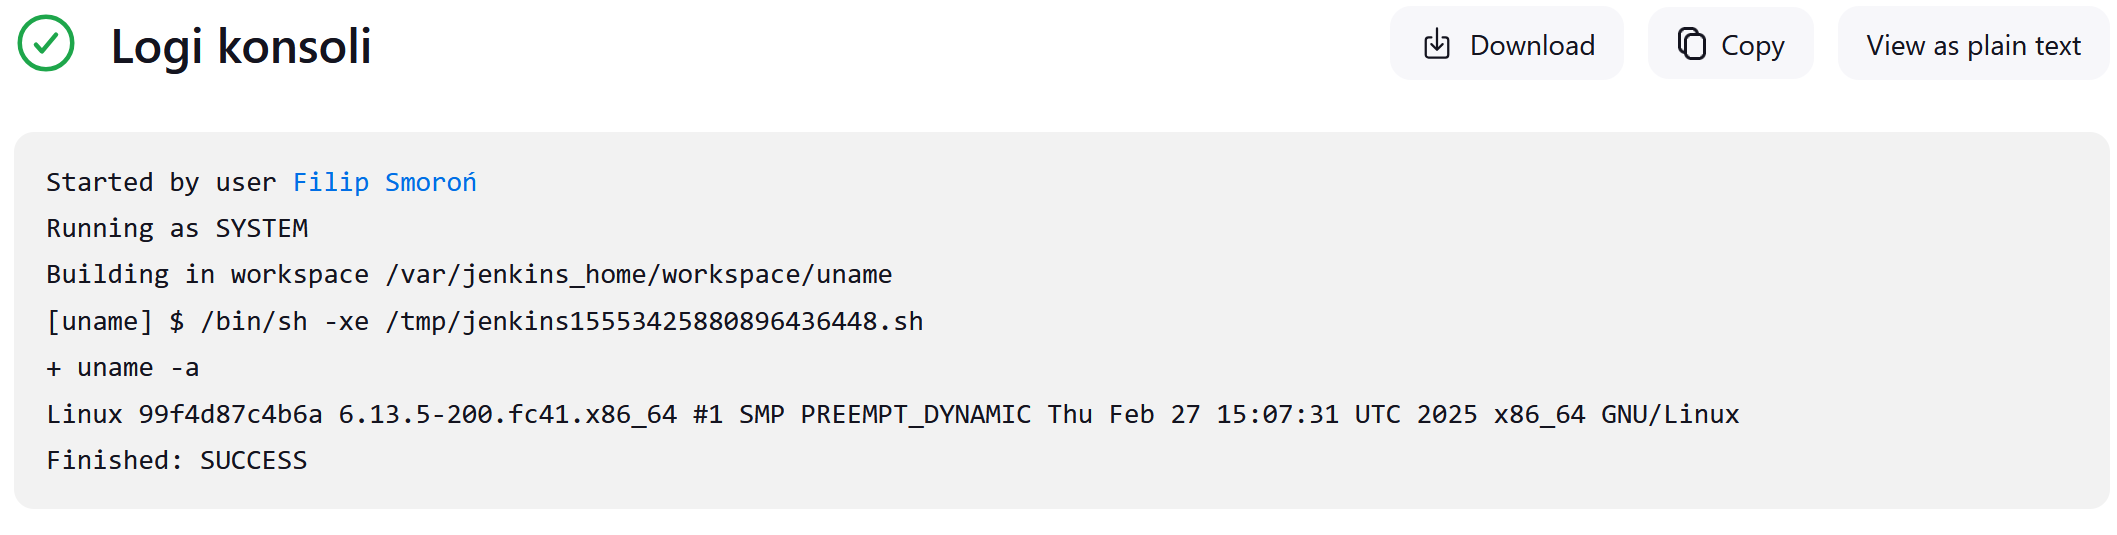 Logi konsoli
Download
Copy
View as plain text
Started by user Filip Smoroń
Running as SYSTEM
Building in workspace /var/jenkins_home/workspace/uname
[uname] $ /bin/sh -xe /tmp/jenkins15553425880896436448.sh
+ uname -a
Linux 99f4d87c4b6a 6.13.5-200.fc41.x86_64 #1 SMP PREEMPT_DYNAMIC Thu Feb 27 15:07:31 UTC 2025 x86_64 GNU/Linux
Finished: SUCCESS